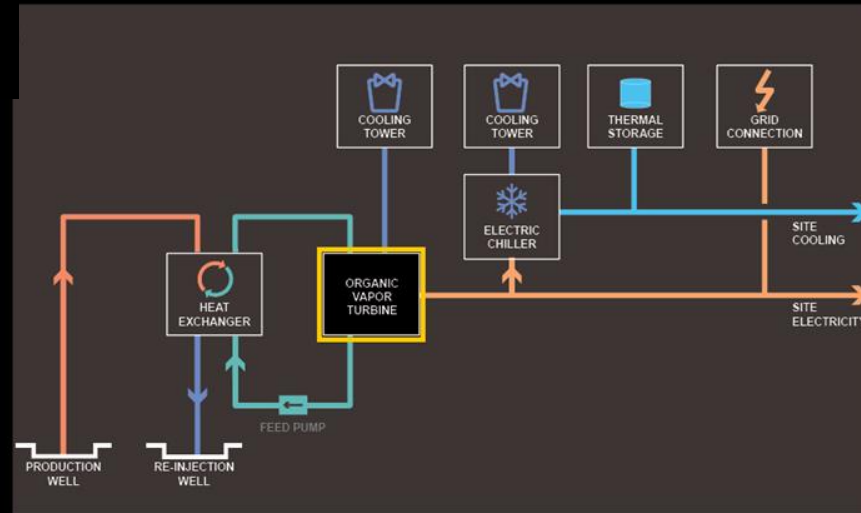 COOLING
TOWER
COOLING
TOWER
THERMAL
STORAGE
GRID
CONNECTION
ELECTRIC
CHILLER
SITE
COOLING
HEAT
EXCHANGER
ORGANIC
VAPOR
TURBINE
SITE
ELECTRICITY
FEED PUMP
PRODUCTION
WELL
RE-INJECTION
WELL